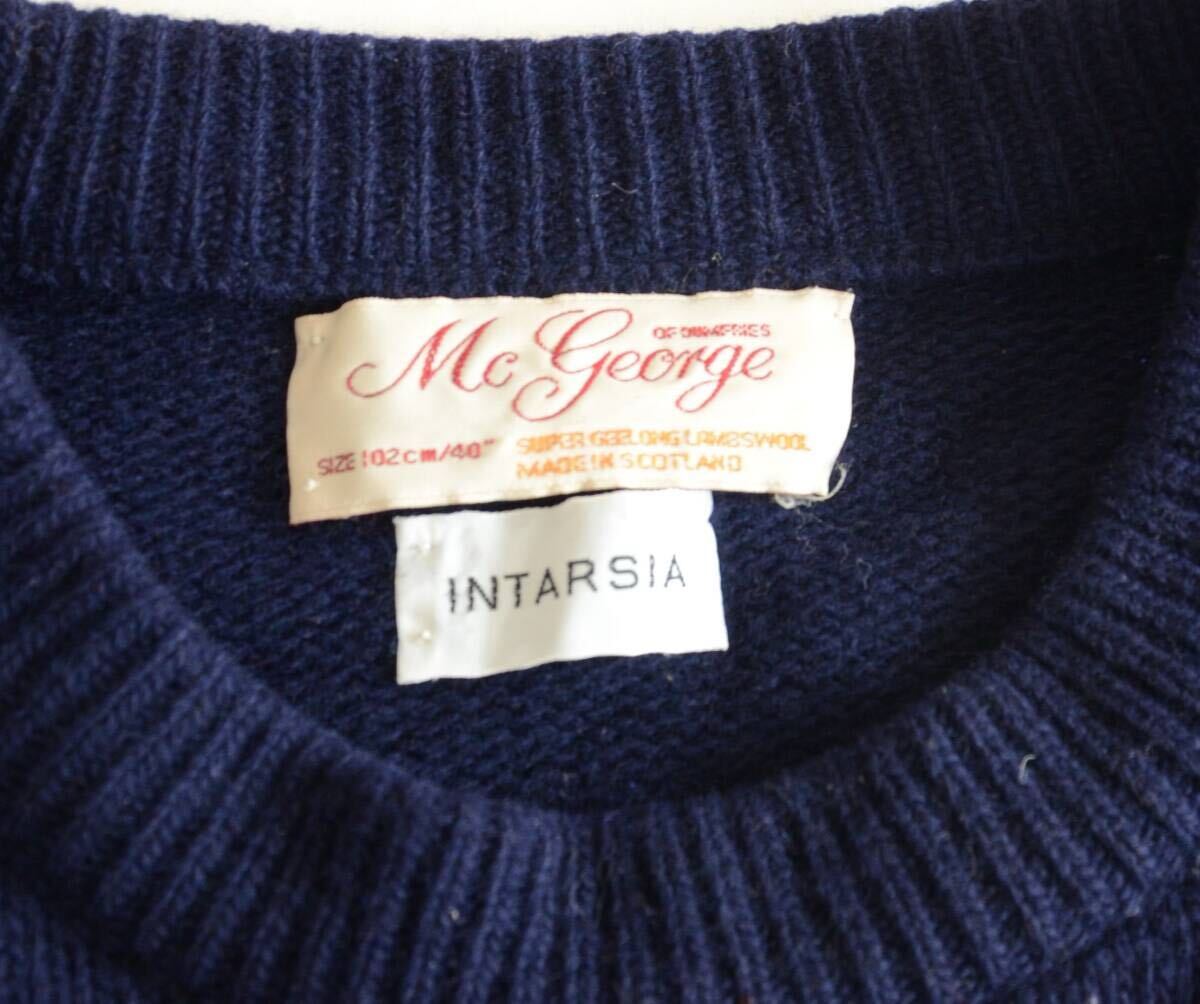 OF DUMFRIES
Mc George
SIZE 102cm/40" SUPER GEELONG LAMBSWOOL
MADE IN SCOTLAND
INTARSIA